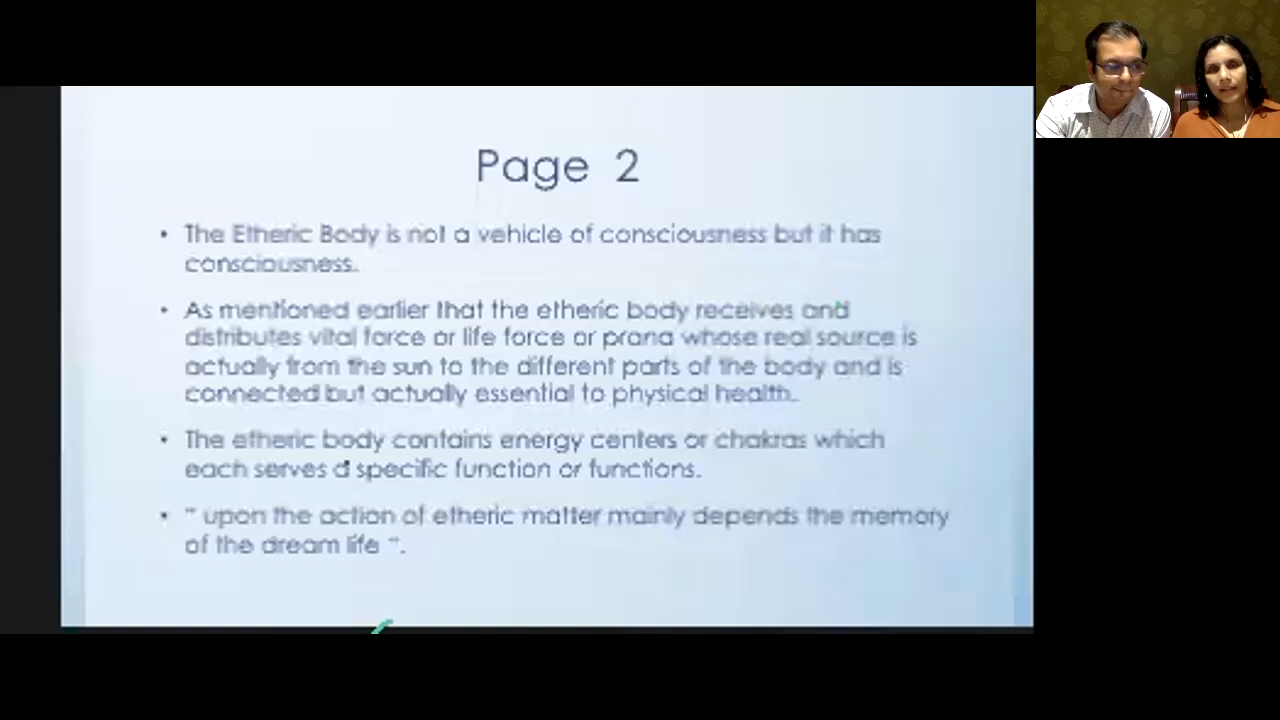 Page 2
• The Etheric Body is not a vehicle of consciousness but it has
consciousness.
• As mentioned earlier that the etheric body receives and
distributes vital force or life force or prana whose real source is
actually from the sun to the different parts of the body and is
connected but actually essential to physical health.
• The etheric body contains energy centers or chakras which
each serves a specific function or functions.
• " upon the action of etheric matter mainly depends the memory
of the dream life ".